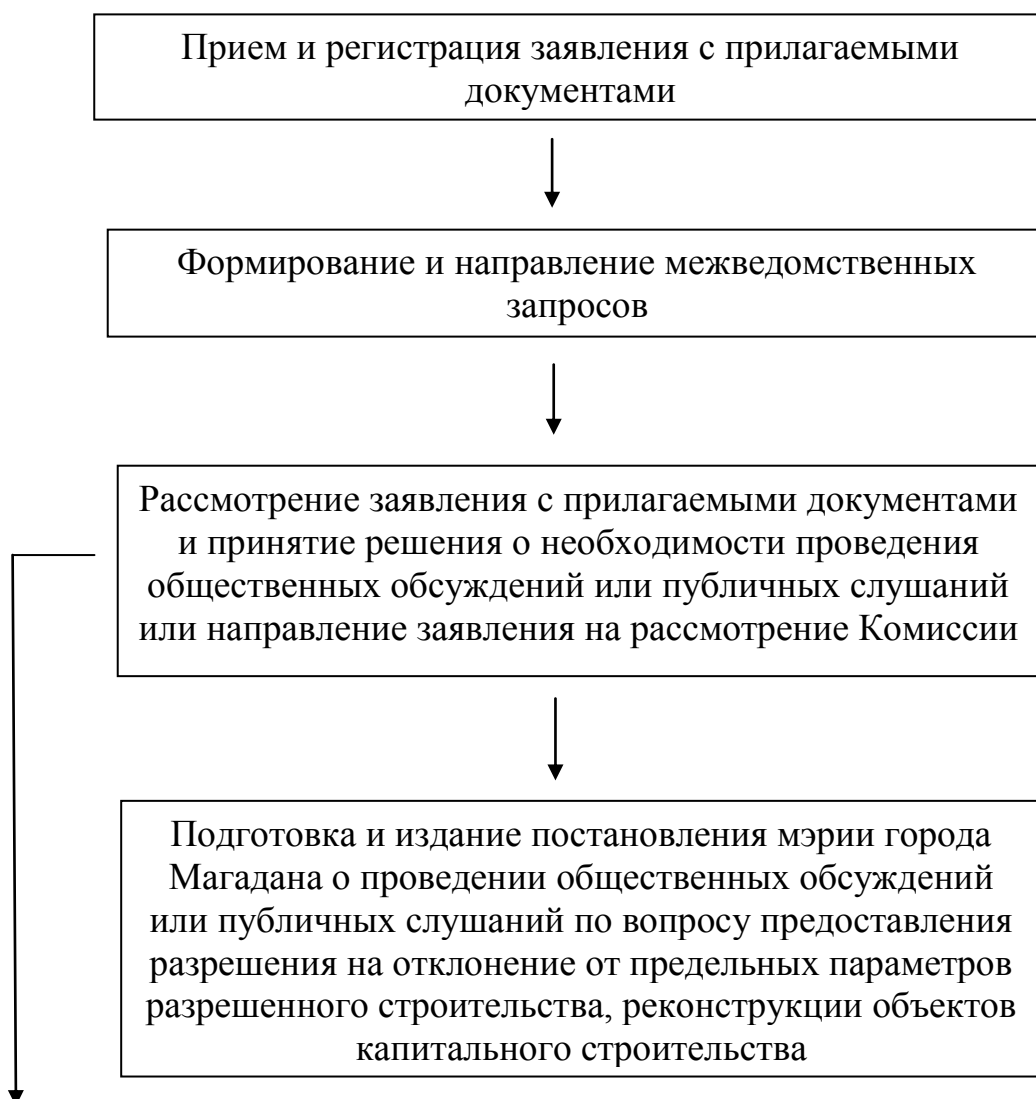 Прием и регистрация заявления с прилагаемыми
документами
Формирование и направление межведомственных
запросов
Рассмотрение заявления с прилагаемыми документами
и принятие решения о необходимости проведения
общественных обсуждений или публичных слушаний
или направление заявления на рассмотрение Комиссии
Подготовка и издание постановления мэрии города
Магадана о проведении общественных обсуждений
или публичных слушаний по вопросу предоставления
разрешения на отклонение от предельных параметров
разрешенного строительства, реконструкции объектов
капитального строительства